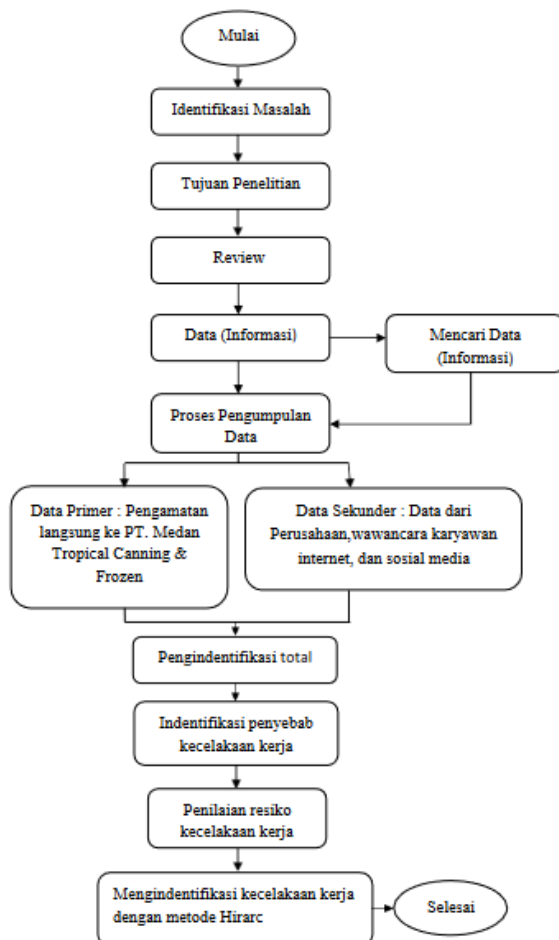 Mulai
Identifikasi Masalah
Tujuan Penelitian
Review
Data (Informasi)
Mencari Data
(Informasi)
Proses Pengumpulan
Data
Data Primer : Pengamatan
langsung ke PT. Medan
Tropical Canning &
Frozen
Data Sekunder : Data dari
Perusahaan,wawancara karyawan
internet, dan sosial media
Pengindentifikasi total
Indentifikasi penyebab
kecelakaan kerja
Penilaian resiko
kecelakaan kerja
Mengindentifikasi kecelakaan kerja
dengan metode Hirarc
Selesai